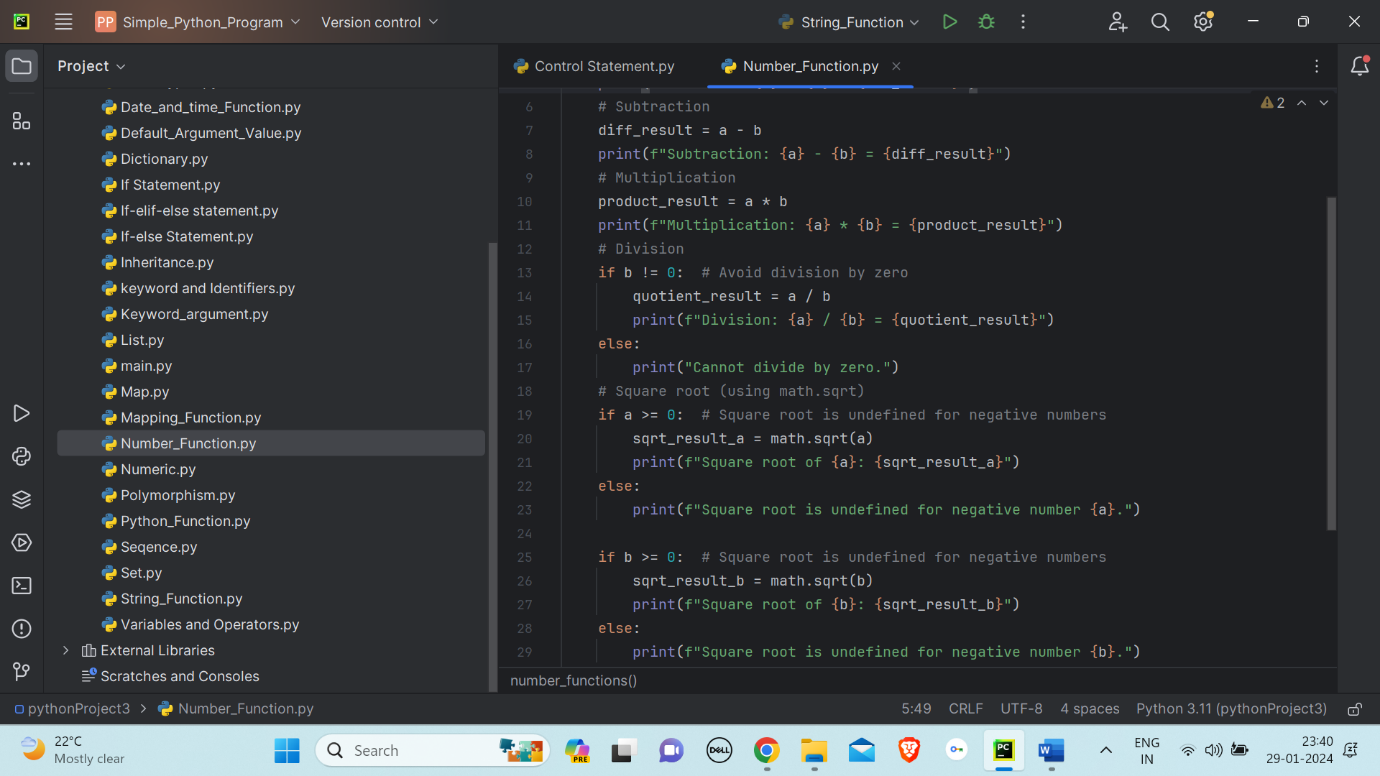 PC
PP Simple_Python_Program
Version control
String_Function
Project
Control Statement.py
Number_Function.py
Date_and_time_Function.py
Default_Argument_Value.py
Dictionary.py
If Statement.py
If-elif-else statement.py
If-else Statement.py
Inheritance.py
keyword and Identifiers.py
Keyword_argument.py
List.py
main.py
Map.py
Mapping_Function.py
Number_Function.py
Numeric.py
Polymorphism.py
Python_Function.py
Seqence.py
Set.py
String_Function.py
Variables and Operators.py
External Libraries
Scratches and Consoles
2
6 # Subtraction
7 diff_result = a - b
8 print(f"Subtraction: {a} - {b} = {diff_result}")
9 # Multiplication
10 product_result = a * b
11 print(f"Multiplication: {a} * {b} = {product_result}")
12 # Division
13 if b != 0:  # Avoid division by zero
14 quotient_result = a / b
15 print(f"Division: {a} / {b} = {quotient_result}")
16 else:
17 print("Cannot divide by zero.")
18 # Square root (using math.sqrt)
19 if a >= 0:  # Square root is undefined for negative numbers
20 sqrt_result_a = math.sqrt(a)
21 print(f"Square root of {a}: {sqrt_result_a}")
22 else:
23 print(f"Square root is undefined for negative number {a}.")
24
25 if b >= 0:  # Square root is undefined for negative numbers
26 sqrt_result_b = math.sqrt(b)
27 print(f"Square root of {b}: {sqrt_result_b}")
28 else:
29 print(f"Square root is undefined for negative number {b}.")
number_functions()
pythonProject3 > Number_Function.py
5:49 CRLF UTF-8 4 spaces Python 3.11 (pythonProject3)
22°C
Mostly clear
Search
PRE
DELL
PC
W
ENG
IN
23:40
29-01-2024